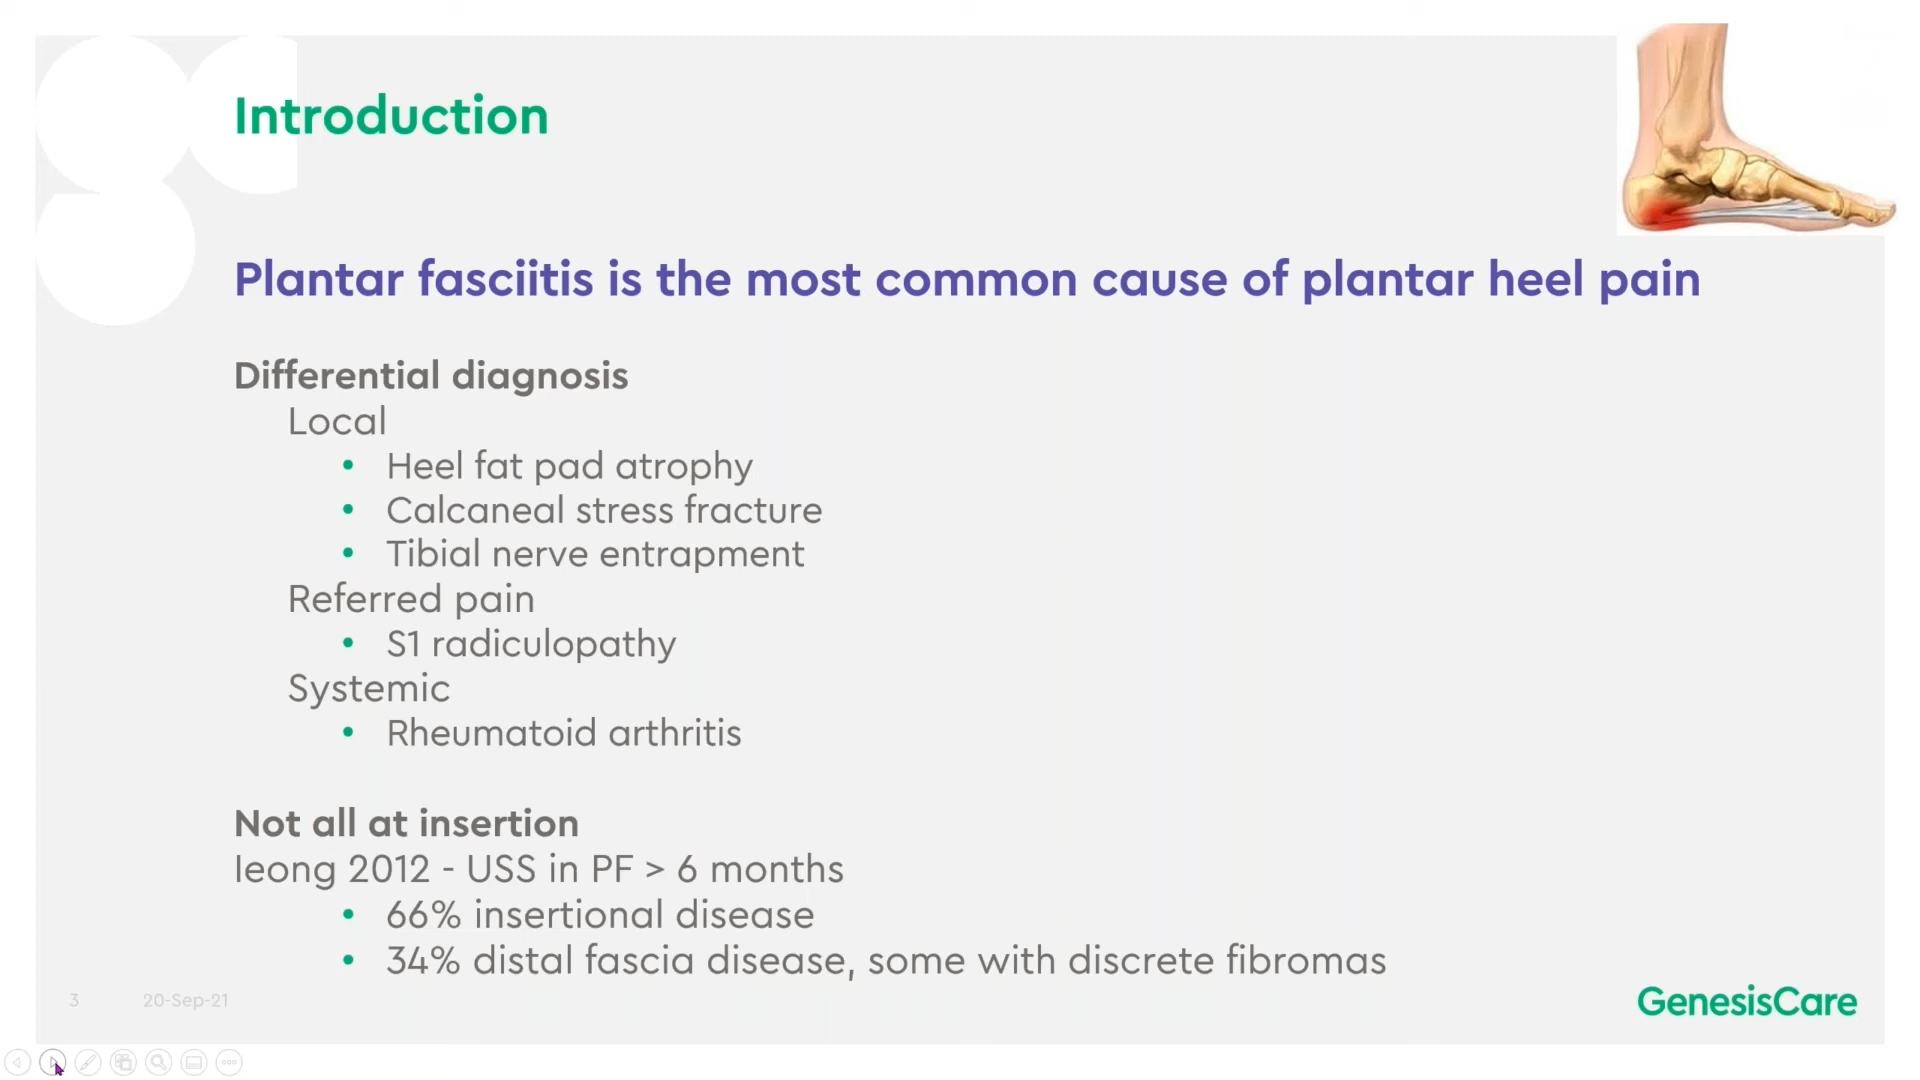 Introduction
Plantar fasciitis is the most common cause of plantar heel pain
Differential diagnosis
Local
• Heel fat pad atrophy
• Calcaneal stress fracture
• Tibial nerve entrapment
Referred pain
• S1 radiculopathy
Systemic
• Rheumatoid arthritis
Not all at insertion
Ieong 2012 - USS in PF > 6 months
• 66% insertional disease
• 34% distal fascia disease, some with discrete fibromas
3 20-Sep-21
GenesisCare